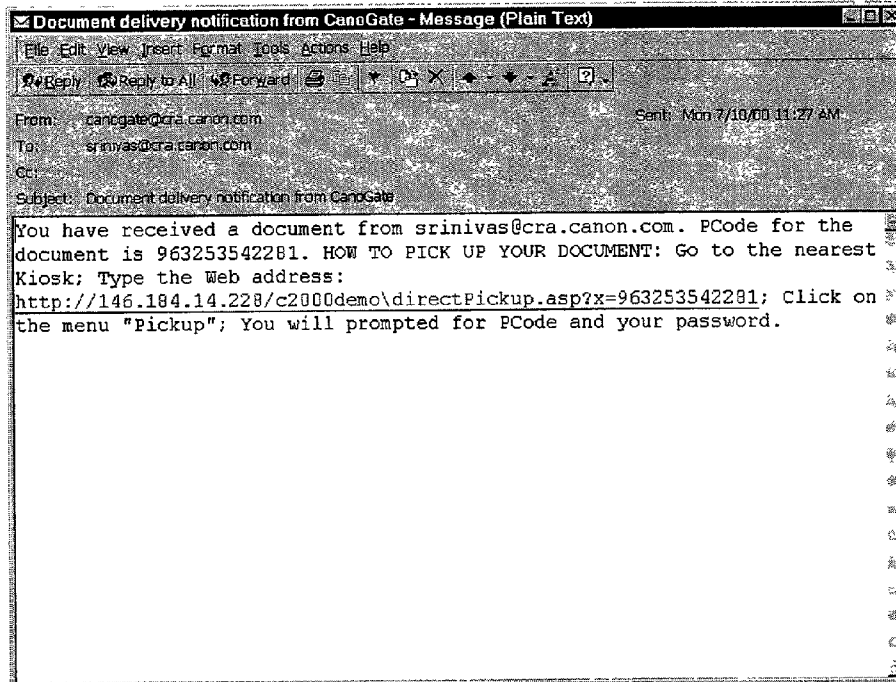 Document delivery notification from CanoGate - Message (Plain Text)
File Edit View Insert Format Tools Actions Help
Reply Reply to All Forward
From: canogate@cra.canon.com Sent: Mon 7/10/00 11:27 AM
To: srinivas@cra.canon.com
Cc:
Subject: Document delivery notification from CanoGate
You have received a document from srinivas@cra.canon.com. PCode for the
document is 963253542281. HOW TO PICK UP YOUR DOCUMENT: Go to the nearest
Kiosk; Type the Web address:
http://146.184.14.228/c2000demo\directPickup.asp?x=963253542281; Click on
the menu "Pickup"; You will prompted for PCode and your password.